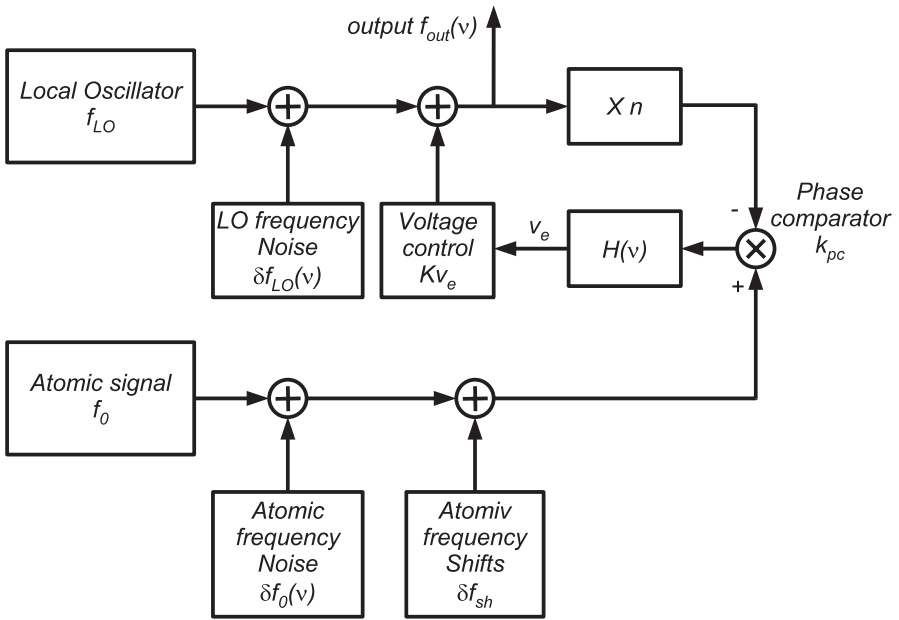 output f_out(ν)
Local Oscillator
f_LO
X n
LO frequency
Noise
δf_LO(ν)
Voltage
control
Kv_e
v_e
H(ν)
-
+
Phase
comparator
k_pc
Atomic signal
f_0
Atomic
frequency
Noise
δf_0(ν)
Atomiv
frequency
Shifts
δf_sh